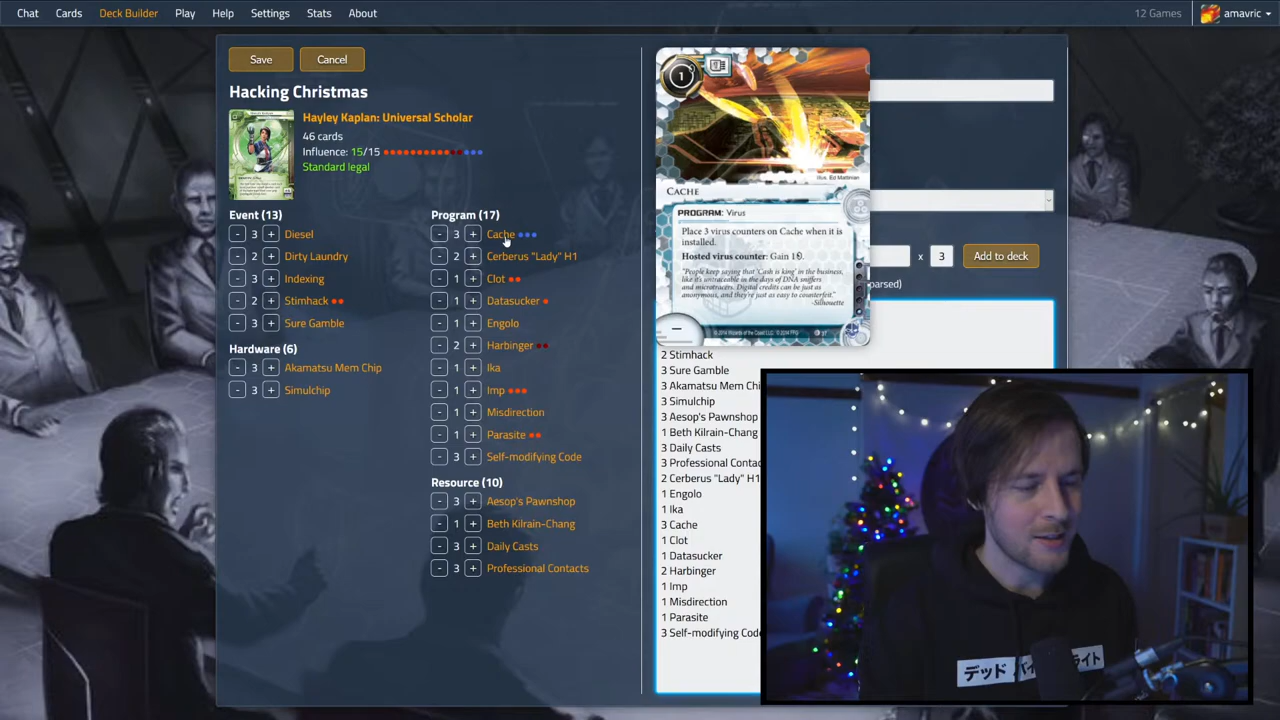 Chat Cards Deck Builder Play Help Settings Stats About 12 Games amavric
Save Cancel
Hacking Christmas
Hayley Kaplan: Universal Scholar
46 cards
Influence: 15/15
Standard legal
Event (13)
- 3 + Diesel
- 2 + Dirty Laundry
- 3 + Indexing
- 2 + Stimhack
- 3 + Sure Gamble
Hardware (6)
- 3 + Akamatsu Mem Chip
- 3 + Simulchip
Program (17)
- 3 + Cache
- 2 + Cerberus "Lady" H1
- 1 + Clot
- 1 + Datasucker
- 1 + Engolo
- 2 + Harbinger
- 1 + Ika
- 1 + Imp
- 1 + Misdirection
- 1 + Parasite
- 3 + Self-modifying Code
Resource (10)
- 3 + Aesop's Pawnshop
- 1 + Beth Kilrain-Chang
- 3 + Daily Casts
- 3 + Professional Contacts
1
Illus. Ed Mattinian
CACHE
PROGRAM: Virus
Place 3 virus counters on Cache when it is
installed.
Hosted virus counter: Gain 1
"People keep saying that 'Cash is king' in the business,
like it's untraceable in the days of DNA sniffers
and microtracers. Digital credits can be just as
anonymous, and they're just as easy to counterfeit."
-Silhouette
x 3 Add to deck
parsed)
2 Stimhack
3 Sure Gamble
3 Akamatsu Mem Chip
3 Simulchip
3 Aesop's Pawnshop
1 Beth Kilrain-Chang
3 Daily Casts
3 Professional Contac
2 Cerberus "Lady" H1
1 Engolo
1 Ika
3 Cache
1 Clot
1 Datasucker
2 Harbinger
1 Imp
1 Misdirection
1 Parasite
3 Self-modifying Code
デッド バイ ライト